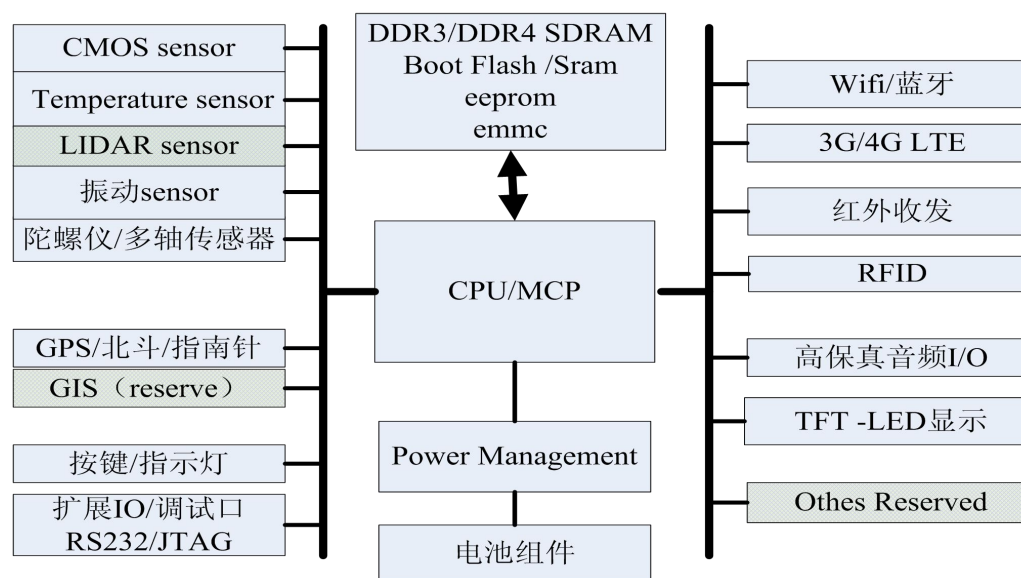 CMOS sensor
Temperature sensor
LIDAR sensor
振动sensor
陀螺仪/多轴传感器
GPS/北斗/指南针
GIS（reserve）
按键/指示灯
扩展IO/调试口
RS232/JTAG
DDR3/DDR4 SDRAM
Boot Flash /Sram
eeprom
emmc
CPU/MCP
Power Management
电池组件
Wifi/蓝牙
3G/4G LTE
红外收发
RFID
高保真音频I/O
TFT -LED显示
Othes Reserved